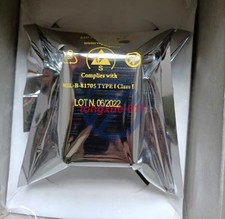 S
Complies with
MIL-B-81705 TYPE I Class 1
LOT N. 06/2022